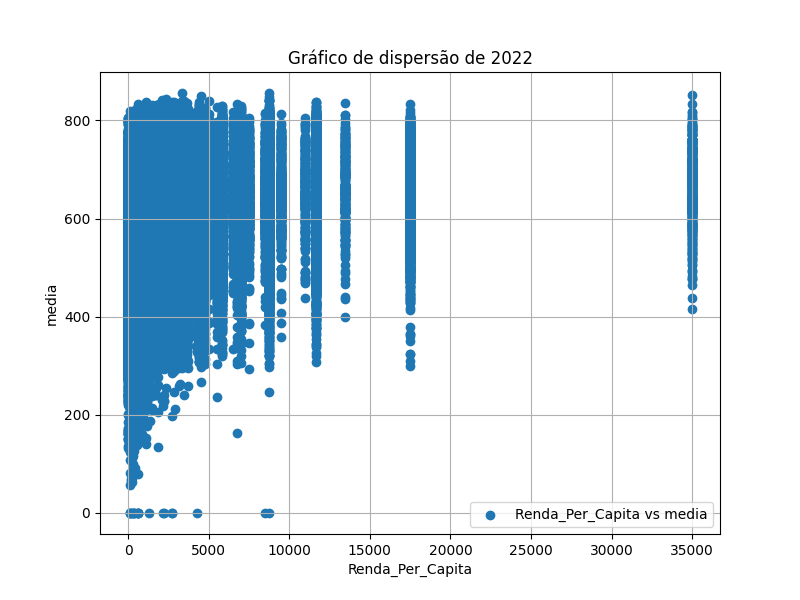 Gráfico de dispersão de 2022
media
800
600
400
200
0
0 5000 10000 15000 20000 25000 30000 35000
Renda_Per_Capita
Renda_Per_Capita vs media